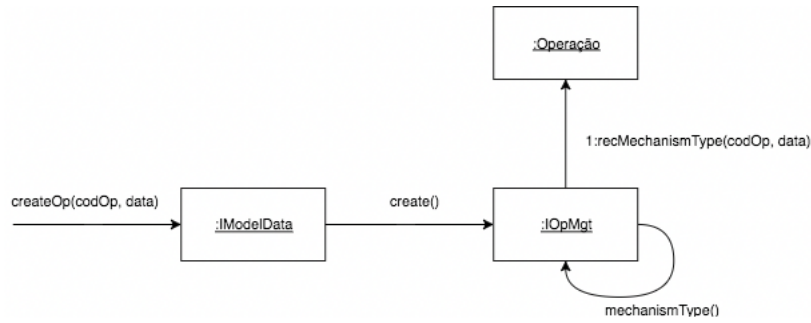 :Operação
1:recMechanismType(codOp, data)
createOp(codOp, data)
create()
:IModelData
:IOpMgt
mechanismType()